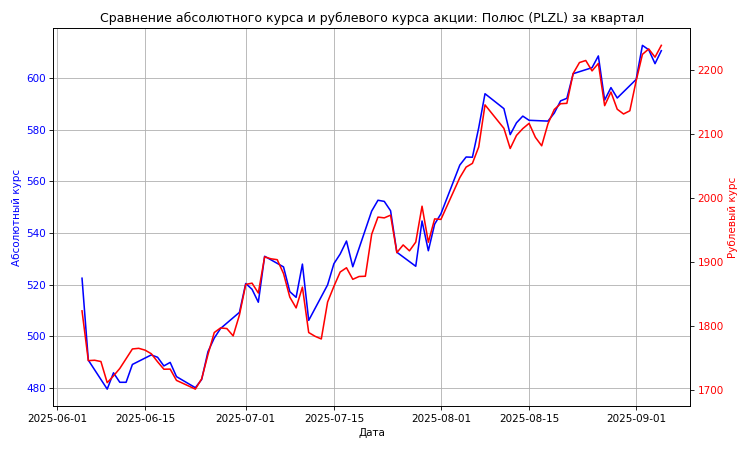 Сравнение абсолютного курса и рублевого курса акции: Полюс (PLZL) за квартал
Абсолютный курс
600
580
560
540
520
500
480
2200
2100
2000
1900
1800
1700
Рублевый курс
2025-06-01 2025-06-15 2025-07-01 2025-07-15 2025-08-01 2025-08-15 2025-09-01
Дата